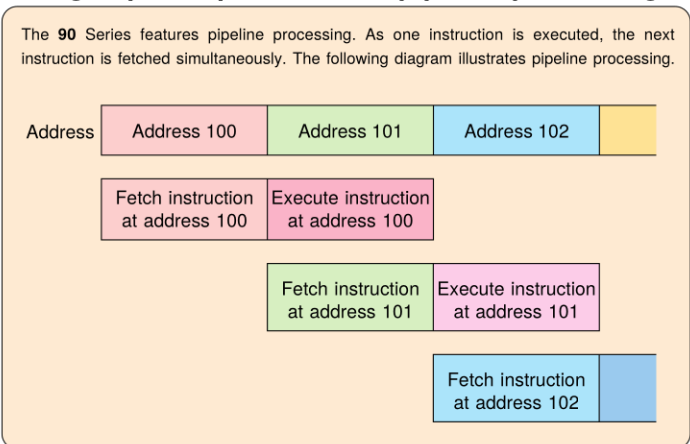 The 90 Series features pipeline processing. As one instruction is executed, the next
instruction is fetched simultaneously. The following diagram illustrates pipeline processing.
Address
Address 100
Address 101
Address 102
Fetch instruction
at address 100
Execute instruction
at address 100
Fetch instruction
at address 101
Execute instruction
at address 101
Fetch instruction
at address 102